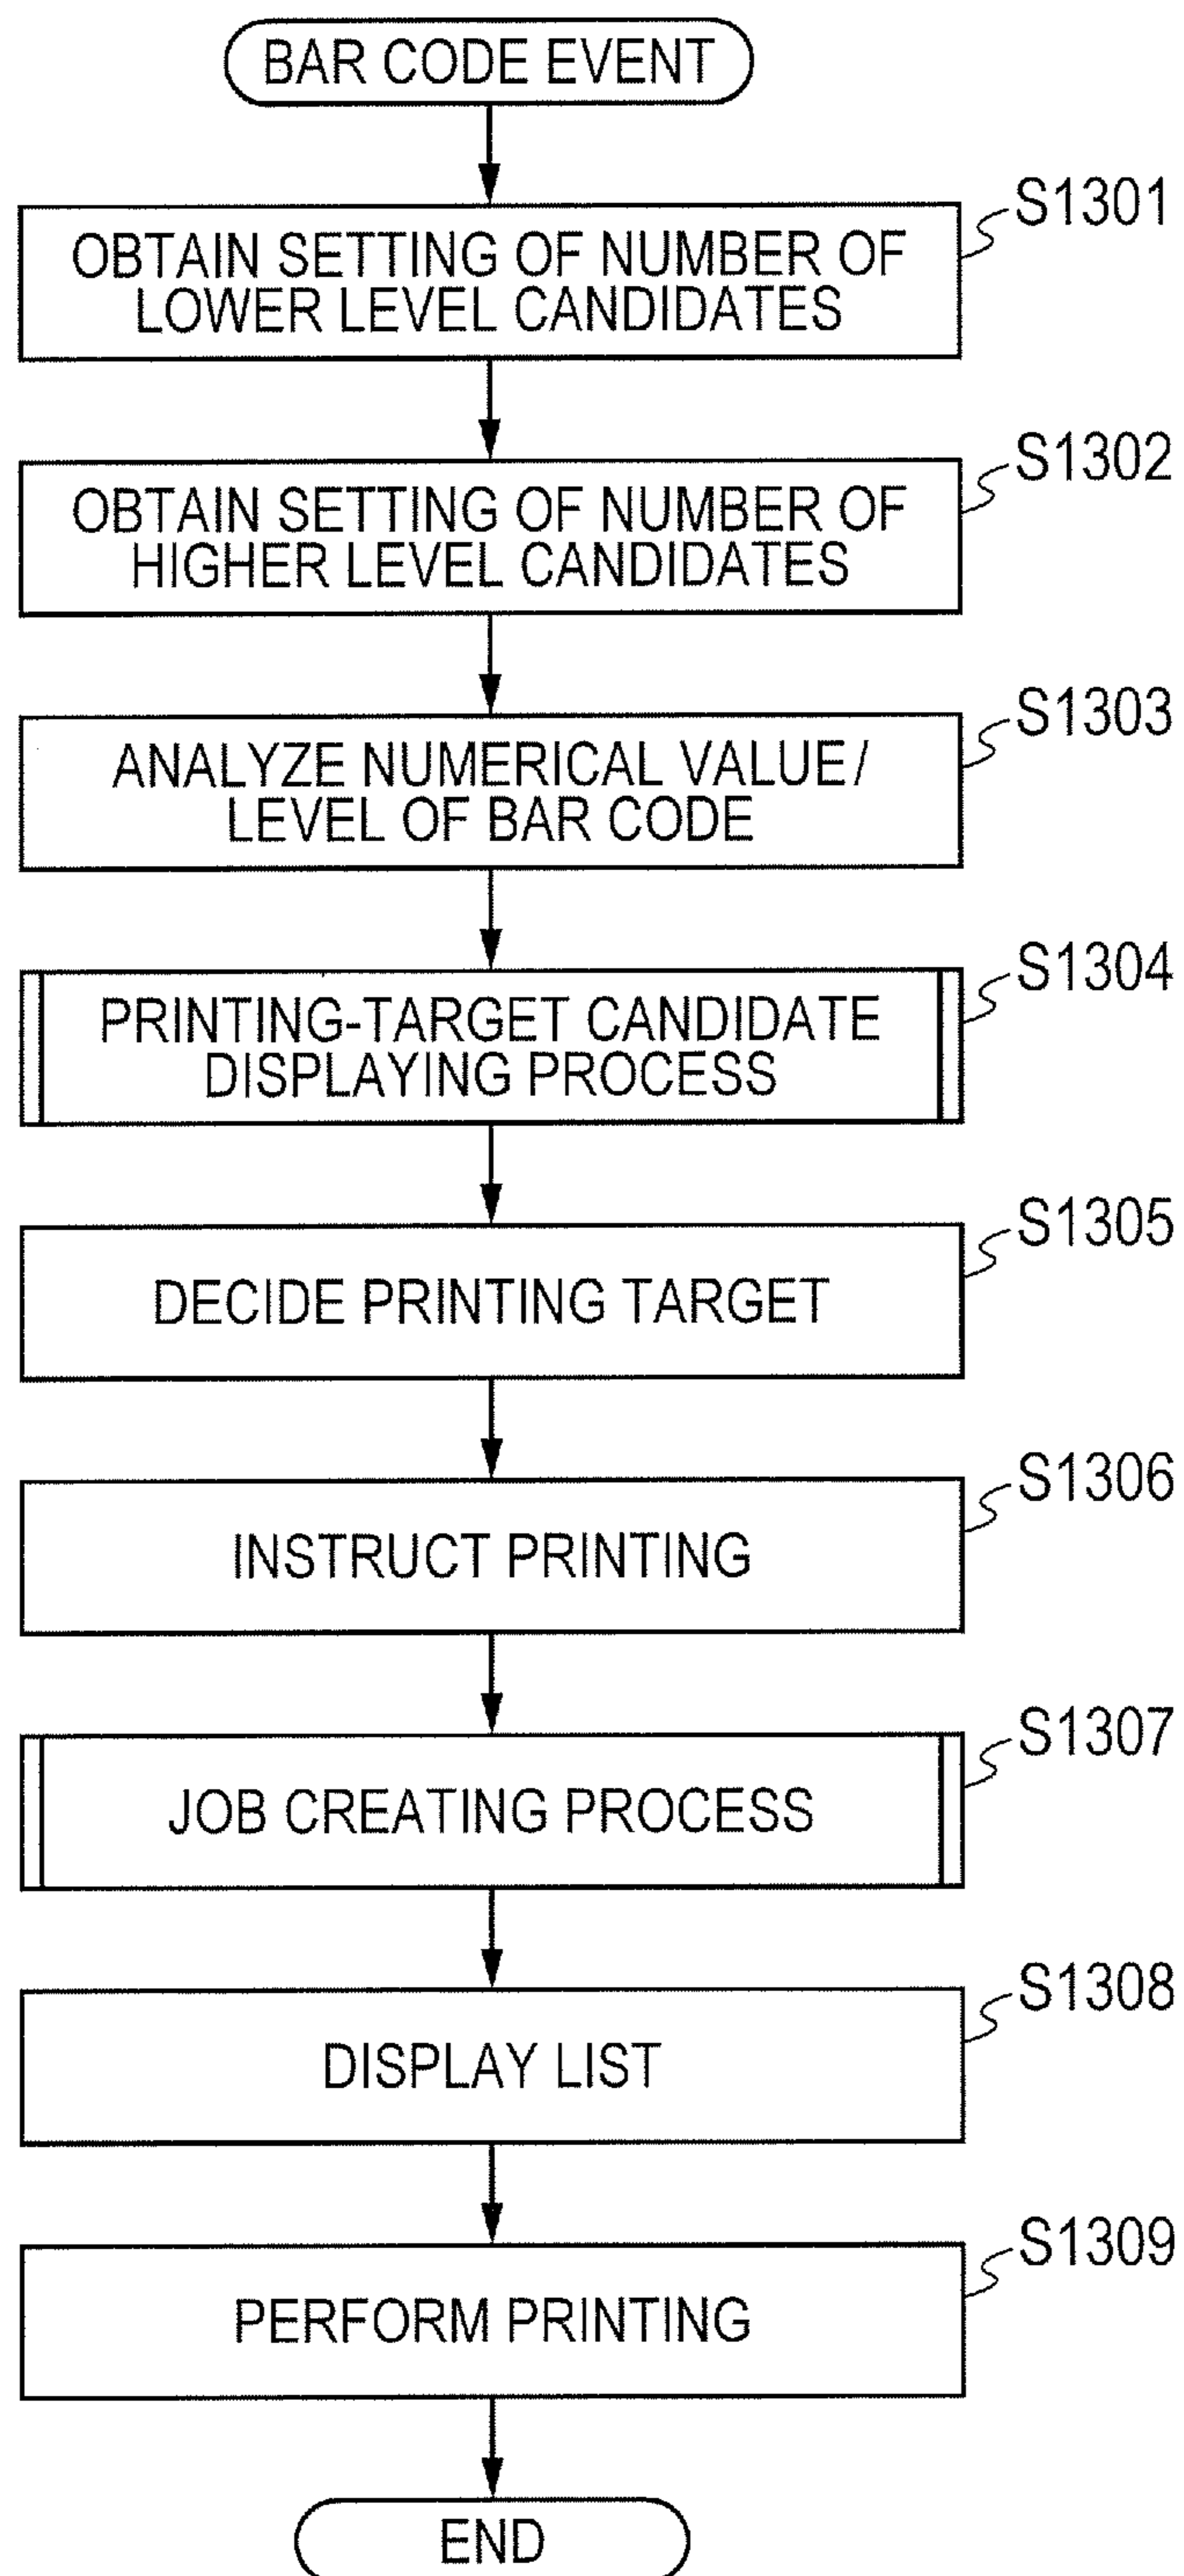 BAR CODE EVENT
S1301
OBTAIN SETTING OF NUMBER OF
LOWER LEVEL CANDIDATES
S1302
OBTAIN SETTING OF NUMBER OF
HIGHER LEVEL CANDIDATES
S1303
ANALYZE NUMERICAL VALUE/
LEVEL OF BAR CODE
S1304
PRINTING-TARGET CANDIDATE
DISPLAYING PROCESS
S1305
DECIDE PRINTING TARGET
S1306
INSTRUCT PRINTING
S1307
JOB CREATING PROCESS
S1308
DISPLAY LIST
S1309
PERFORM PRINTING
END